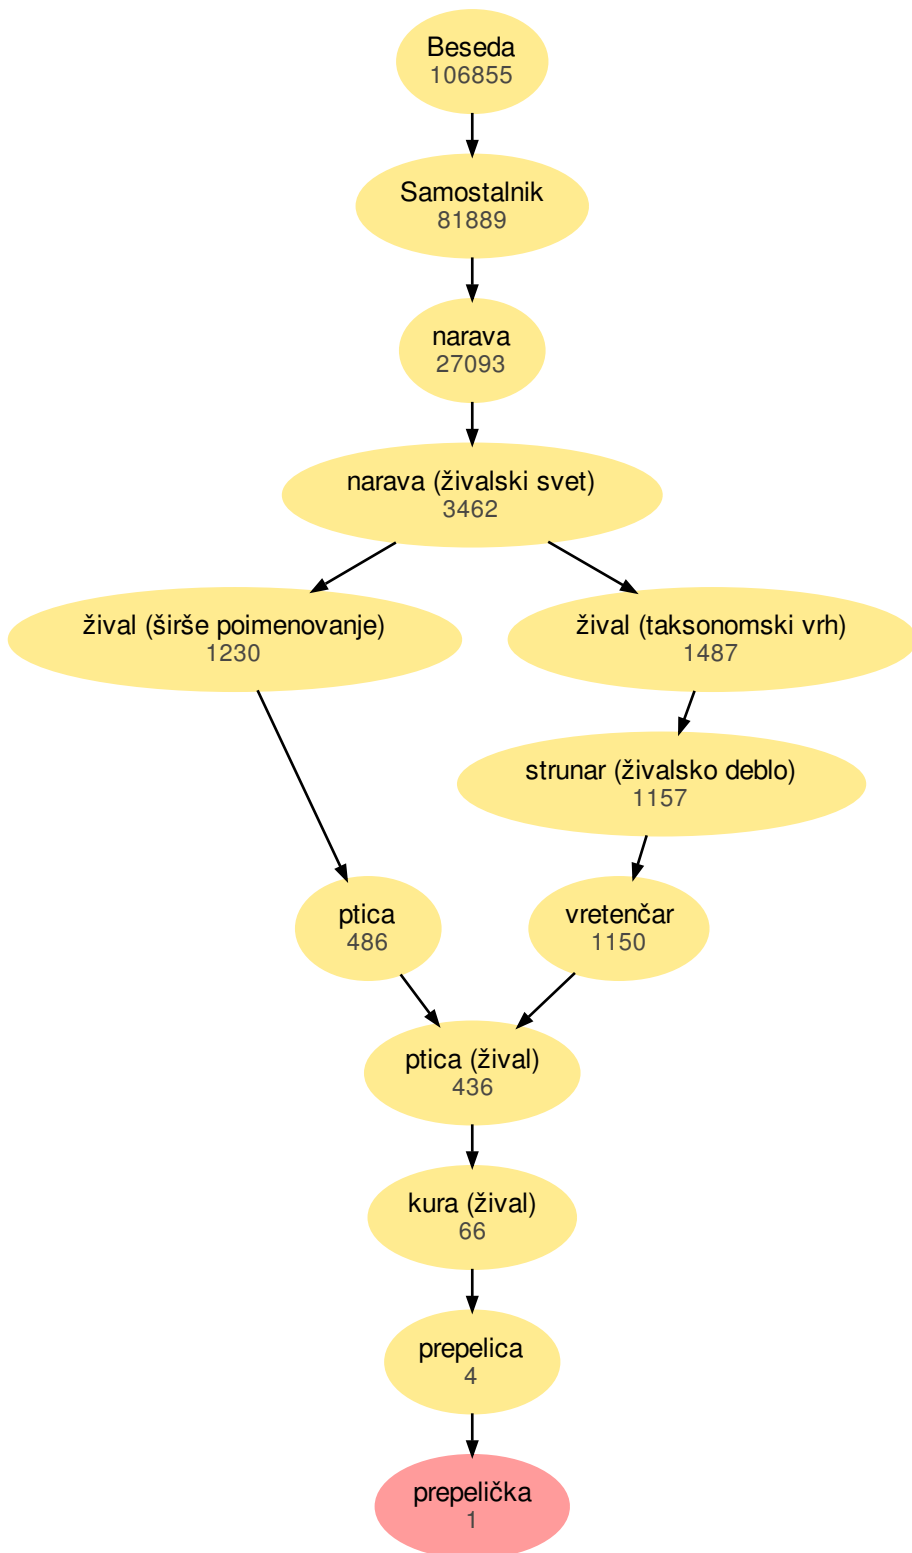 Beseda
106855
Samostalnik
81889
narava
27093
narava (živalski svet)
3462
žival (širše poimenovanje)
1230
žival (taksonomski vrh)
1487
strunar (živalsko deblo)
1157
ptica
486
vretenčar
1150
ptica (žival)
436
kura (žival)
66
prepelica
4
prepelička
1